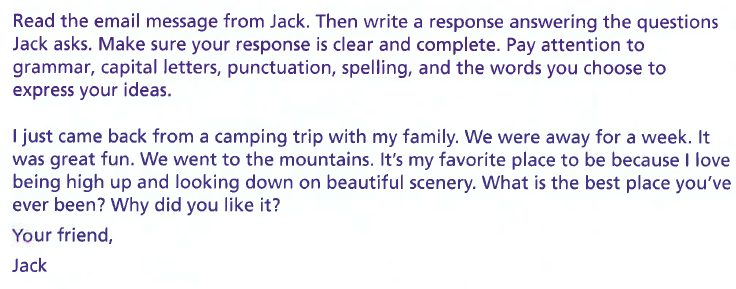 Read the email message from Jack. Then write a response answering the questions
Jack asks. Make sure your response is clear and complete. Pay attention to
grammar, capital letters, punctuation, spelling, and the words you choose to
express your ideas.
I just came back from a camping trip with my family. We were away for a week. It
was great fun. We went to the mountains. It’s my favorite place to be because I love
being high up and looking down on beautiful scenery. What is the best place you’ve
ever been? Why did you like it?
Your friend,
Jack